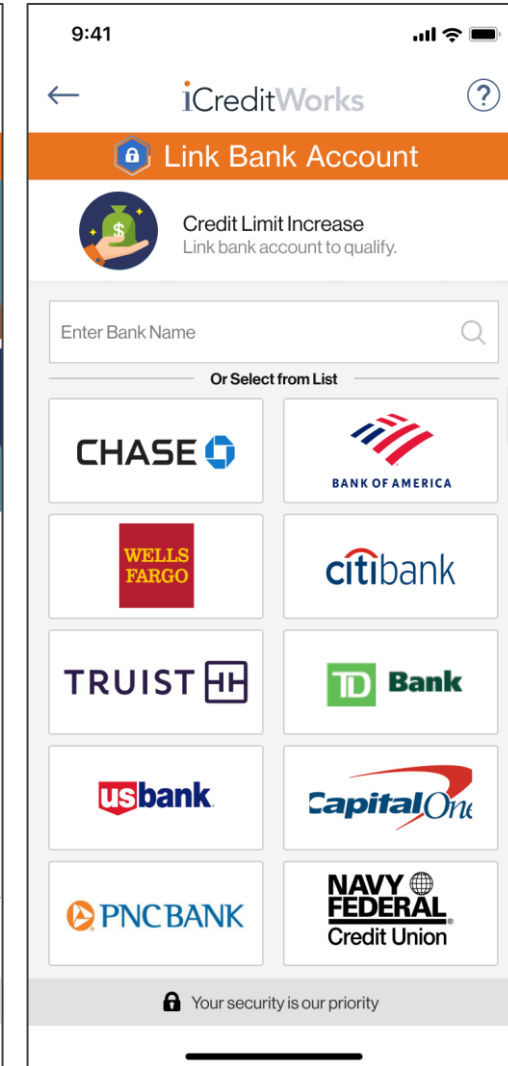 9:41
iCreditWorks
?
Link Bank Account
$
Credit Limit Increase
Link bank account to qualify.
Enter Bank Name
Or Select from List
CHASE
BANK OF AMERICA
WELLS
FARGO
citibank
TRUIST
TD Bank
usbank
Capital One
PNC BANK
NAVY
FEDERAL
Credit Union
Your security is our priority